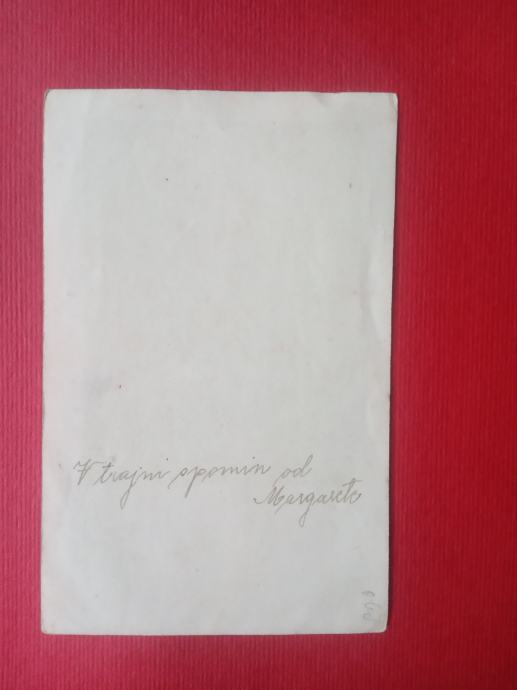 V trajni spomin od
Margarete